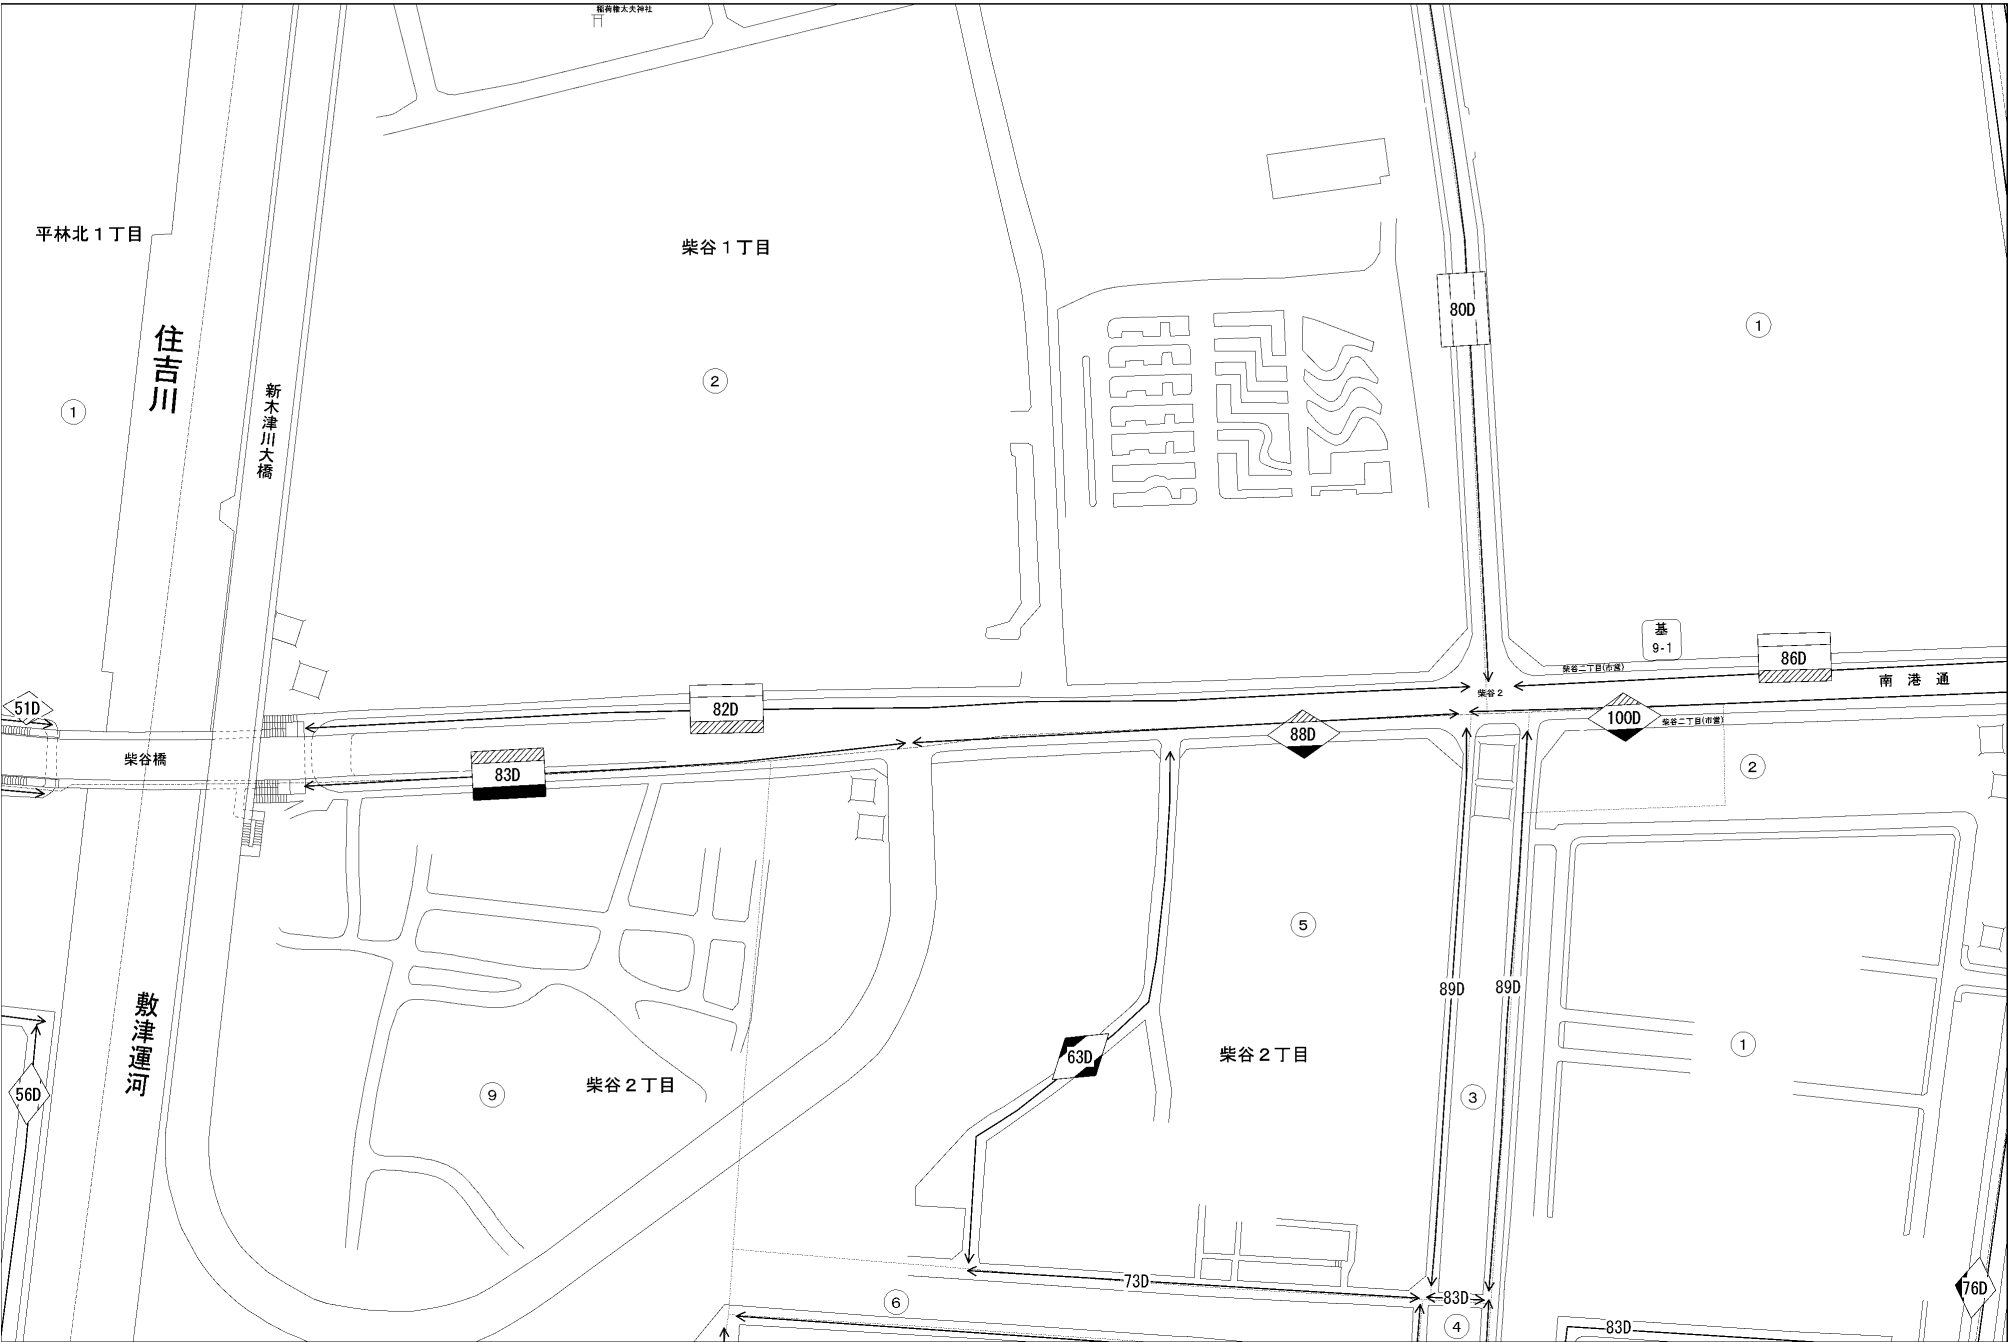 稲荷権太夫神社
平林北１丁目
柴谷１丁目
住吉川
新木津川大橋
80D
1
2
1
基
9-1
柴谷二丁目(市営)
86D
柴谷２
南港通
51D
82D
100D
柴谷二丁目(市営)
88D
柴谷橋
83D
2
5
89D
89D
敷津運河
63D
柴谷２丁目
柴谷２丁目
1
56D
9
3
73D
76D
83D
6
4
83D